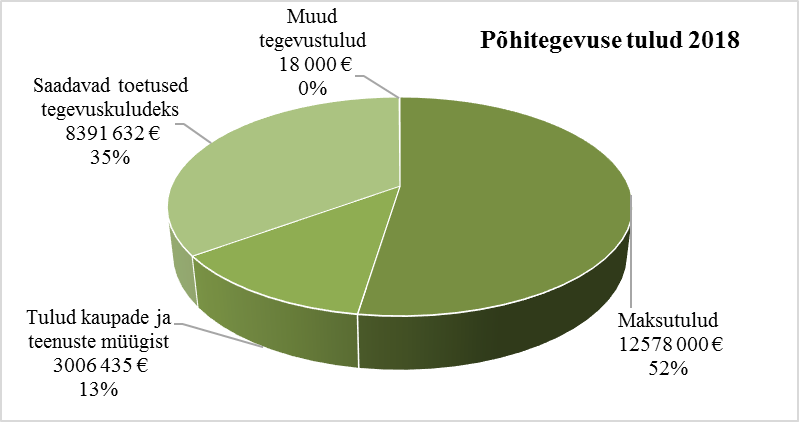 Põhitegevuse tulud 2018
Muud
tegevustulud
18 000 €
0%
Saadavad toetused
tegevuskuludeks
8391 632 €
35%
Tulud kaupade ja
teenuste müügist
3006 435 €
13%
Maksutulud
12578 000 €
52%